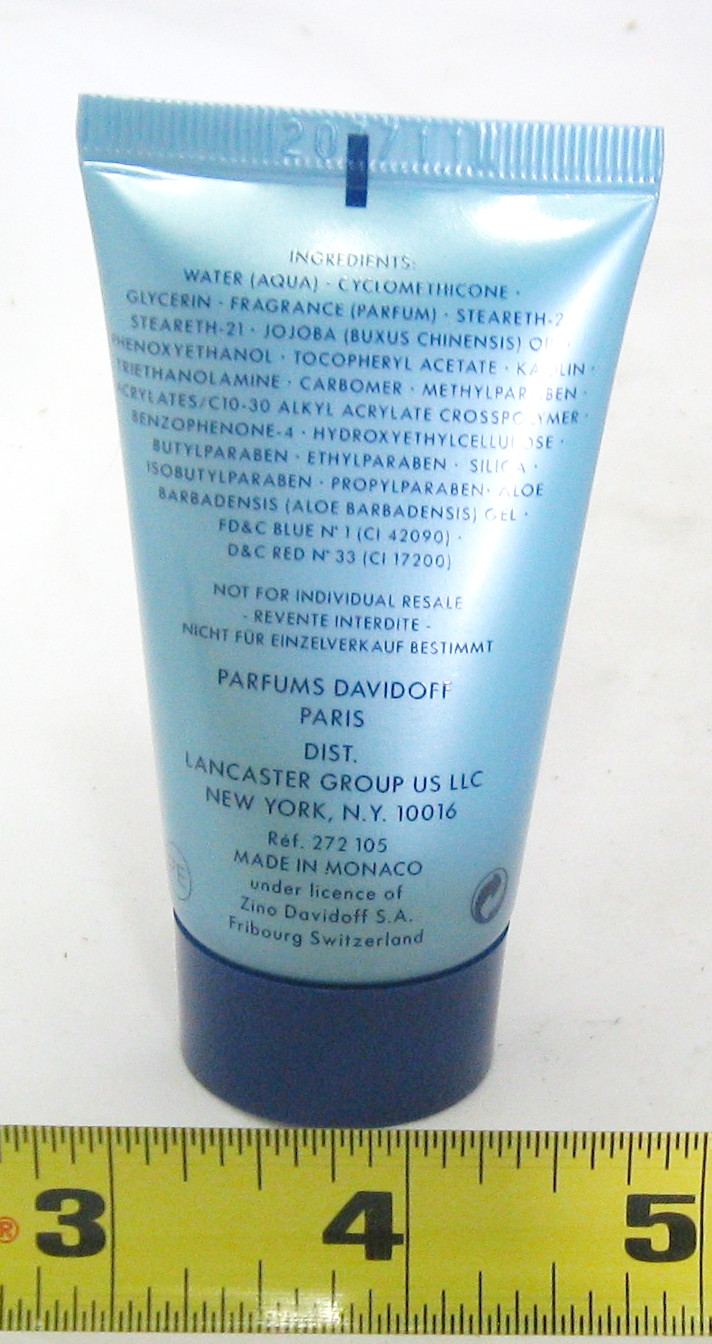 INGREDIENTS:
WATER (AQUA) · CYCLOMETHICONE ·
GLYCERIN · FRAGRANCE (PARFUM) · STEARETH-2
STEARETH-21 · JOJOBA (BUXUS CHINENSIS) OIL ·
PHENOXYETHANOL · TOCOPHERYL ACETATE · KAOLIN ·
TRIETHANOLAMINE · CARBOMER · METHYLPARABEN ·
ACRYLATES/C10-30 ALKYL ACRYLATE CROSSPOLYMER ·
BENZOPHENONE-4 · HYDROXYETHYLCELLULOSE ·
BUTYLPARABEN · ETHYLPARABEN · SILICA ·
ISOBUTYLPARABEN · PROPYLPARABEN · ALOE
BARBADENSIS (ALOE BARBADENSIS) GEL ·
FD&C BLUE N° 1 (CI 42090) ·
D&C RED N° 33 (CI 17200)
NOT FOR INDIVIDUAL RESALE
- REVENTE INTERDITE -
NICHT FÜR EINZELVERKAUF BESTIMMT
PARFUMS DAVIDOFF
PARIS
DIST.
LANCASTER GROUP US LLC
NEW YORK, N.Y. 10016
Réf. 272 105
MADE IN MONACO
under licence of
Zino Davidoff S.A.
Fribourg Switzerland
® 3 4 5